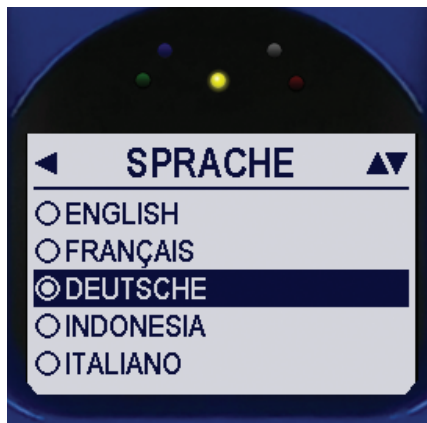 SPRACHE
ENGLISH
FRANÇAIS
DEUTSCHE
INDONESIA
ITALIANO